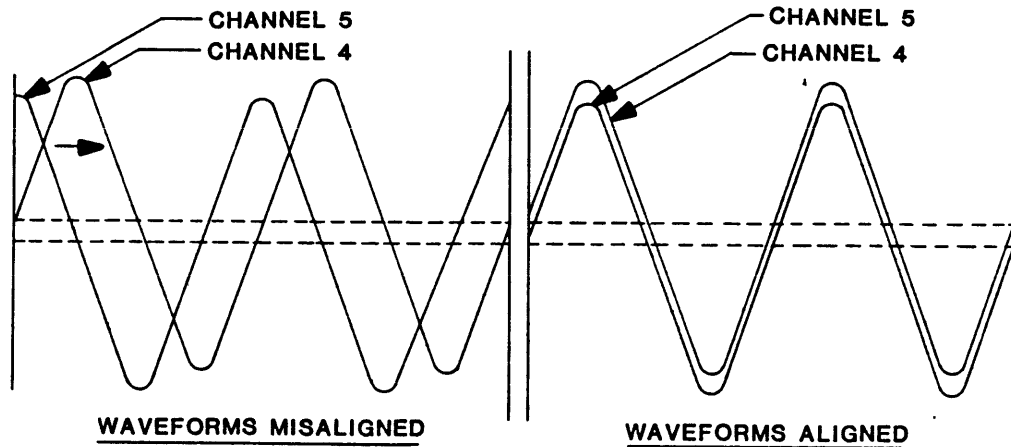 CHANNEL 5
CHANNEL 4
CHANNEL 5
CHANNEL 4
WAVEFORMS MISALIGNED
WAVEFORMS ALIGNED